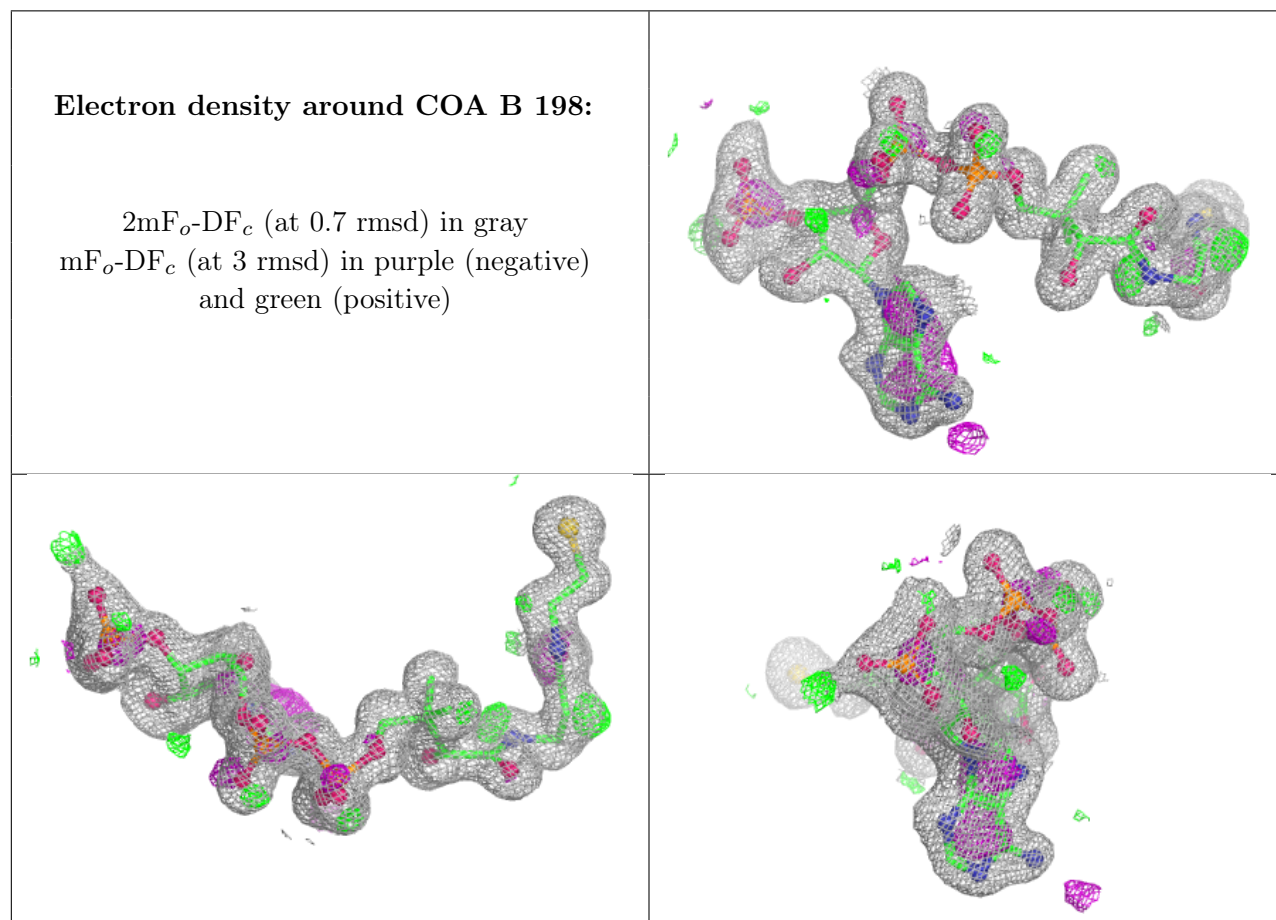 Electron density around COA B 198:
2mFo-DFc (at 0.7 rmsd) in gray
mFo-DFc (at 3 rmsd) in purple (negative)
and green (positive)